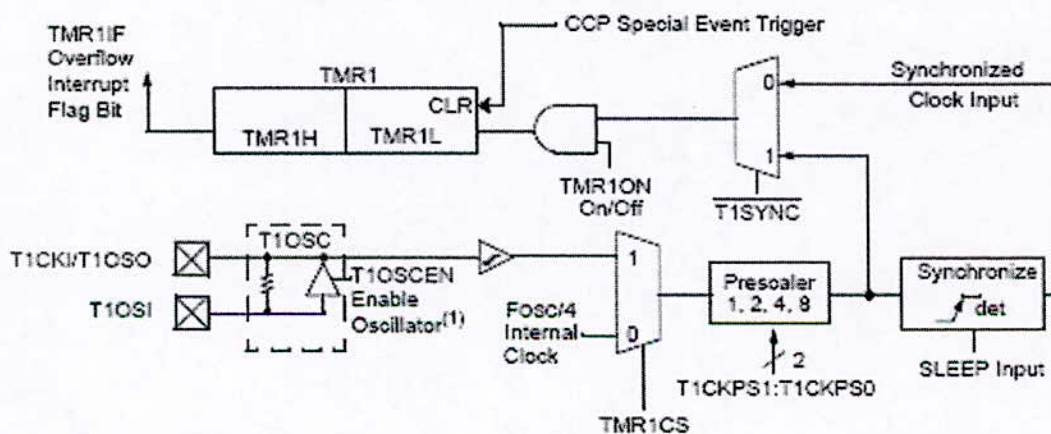 CCP Special Event Trigger
TMR1IF
Overflow
Interrupt
Flag Bit
TMR1
CLR
TMR1H
TMR1L
0
1
Synchronized
Clock Input
TMR1ON
On/Off
T1SYNC
T1CKI/T1OSO
T1OSC
T1OSI
T1OSCEN
Enable
Oscillator(1)
1
0
FOSC/4
Internal
Clock
TMR1CS
Prescaler
1, 2, 4, 8
2
T1CKPS1:T1CKPS0
Synchronize
det
SLEEP Input